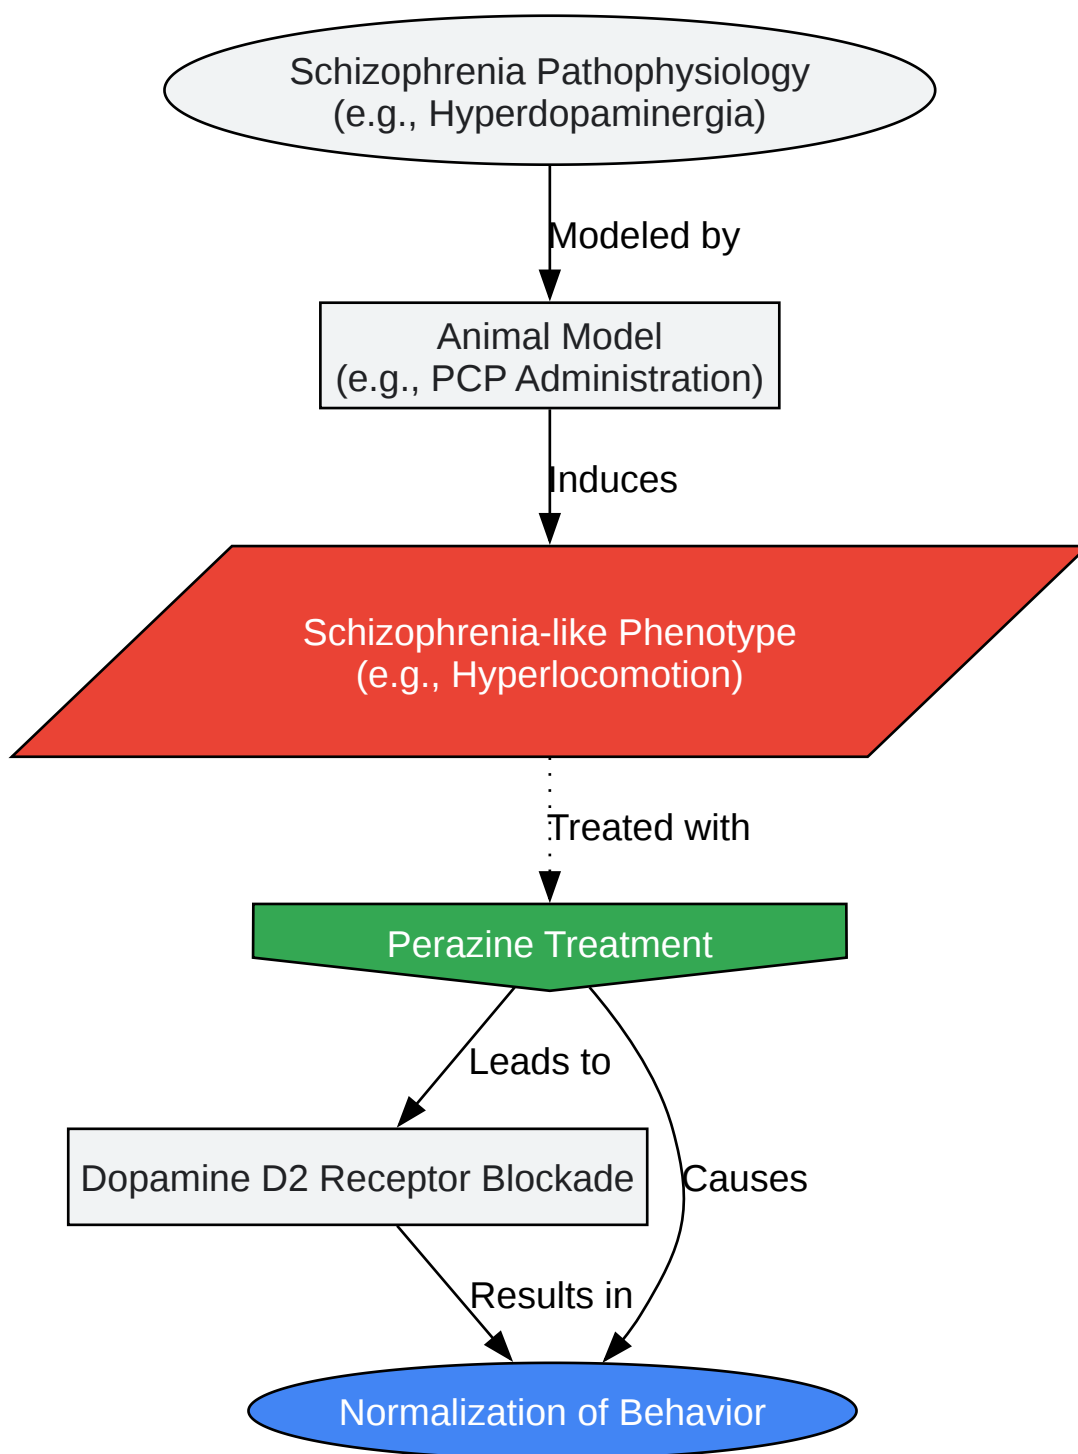 Schizophrenia Pathophysiology
(e.g., Hyperdopaminergia)
Modeled by
Animal Model
(e.g., PCP Administration)
Induces
Schizophrenia-like Phenotype
(e.g., Hyperlocomotion)
Treated with
Perazine Treatment
Leads to
Dopamine D2 Receptor Blockade
Causes
Results in
Normalization of Behavior